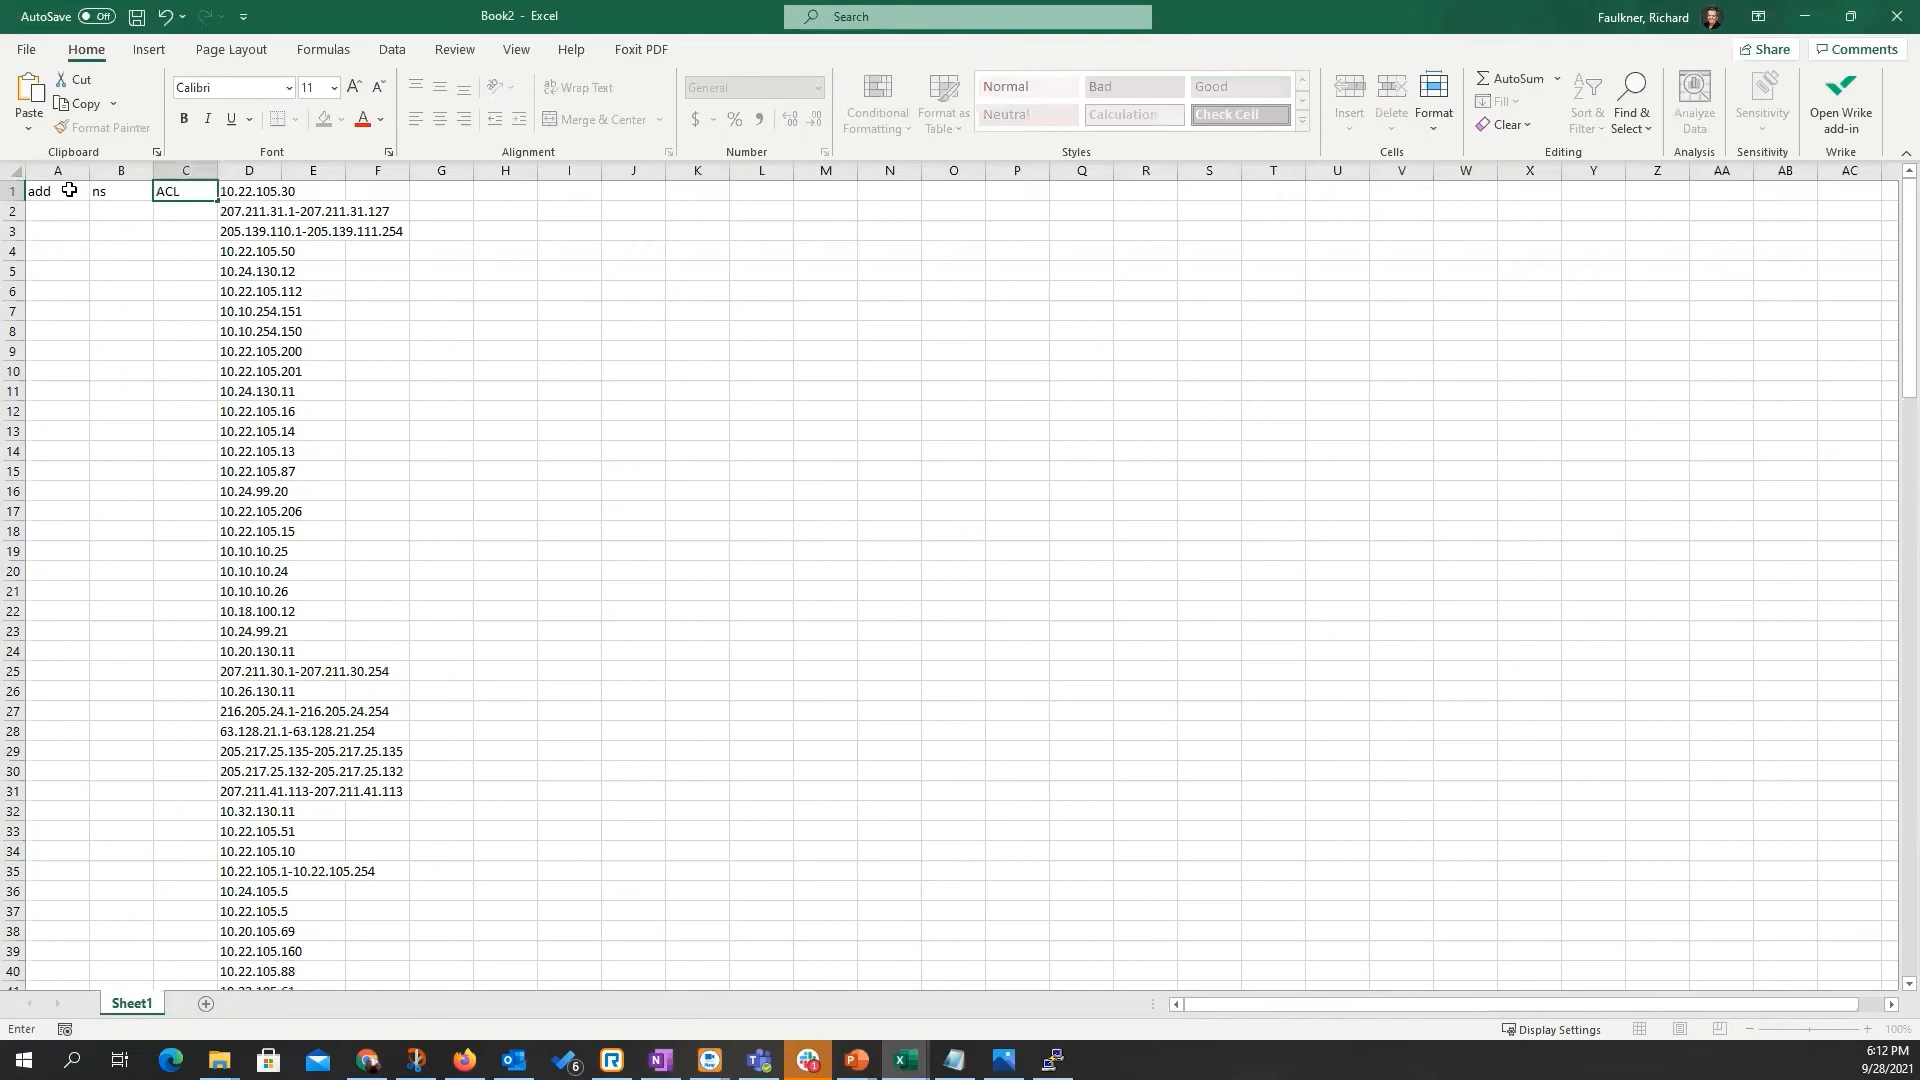 AutoSave Off Book2 - Excel Search Faulkner, Richard
File Home Insert Page Layout Formulas Data Review View Help Foxit PDF Share Comments
Paste Cut Copy Format Painter Clipboard
Calibri 11 B I U A Font
Wrap Text Merge & Center Alignment
General $ % Number
Conditional Formatting Format as Table Normal Bad Good Neutral Calculation Check Cell Styles
Insert Delete Format Cells
AutoSum Fill Clear Sort & Filter Find & Select Editing
Analyze Data Analysis
Sensitivity Sensitivity
Open Wrike add-in Wrike
A B C D E F G H I J K L M N O P Q R S T U V W X Y Z AA AB AC
1 add ns ACL 10.22.105.30
2 207.211.31.1-207.211.31.127
3 205.139.110.1-205.139.111.254
4 10.22.105.50
5 10.24.130.12
6 10.22.105.112
7 10.10.254.151
8 10.10.254.150
9 10.22.105.200
10 10.22.105.201
11 10.24.130.11
12 10.22.105.16
13 10.22.105.14
14 10.22.105.13
15 10.22.105.87
16 10.24.99.20
17 10.22.105.206
18 10.22.105.15
19 10.10.10.25
20 10.10.10.24
21 10.10.10.26
22 10.18.100.12
23 10.24.99.21
24 10.20.130.11
25 207.211.30.1-207.211.30.254
26 10.26.130.11
27 216.205.24.1-216.205.24.254
28 63.128.21.1-63.128.21.254
29 205.217.25.135-205.217.25.135
30 205.217.25.132-205.217.25.132
31 207.211.41.113-207.211.41.113
32 10.32.130.11
33 10.22.105.51
34 10.22.105.10
35 10.22.105.1-10.22.105.254
36 10.24.105.5
37 10.22.105.5
38 10.20.105.69
39 10.22.105.160
40 10.22.105.88
Sheet1
Enter Display Settings 100%
6:12 PM
9/28/2021